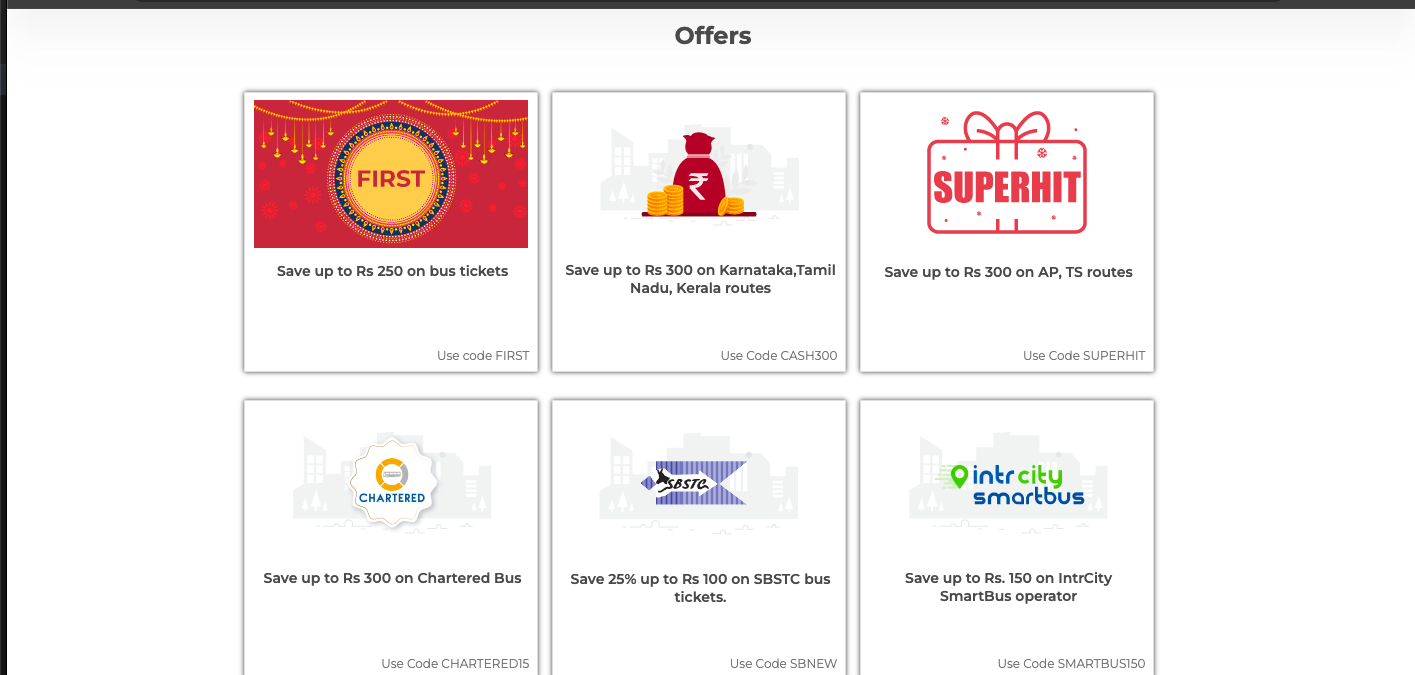 Offers
FIRST
Save up to Rs 250 on bus tickets
Use code FIRST
₹
Save up to Rs 300 on Karnataka,Tamil
Nadu, Kerala routes
Use Code CASH300
SUPERHIT
Save up to Rs 300 on AP, TS routes
Use Code SUPERHIT
CHARTERED
Save up to Rs 300 on Chartered Bus
Use Code CHARTERED15
SBSTC
Save 25% up to Rs 100 on SBSTC bus
tickets.
Use Code SBNEW
intrcity
smartbus
Save up to Rs. 150 on IntrCity
SmartBus operator
Use Code SMARTBUS150